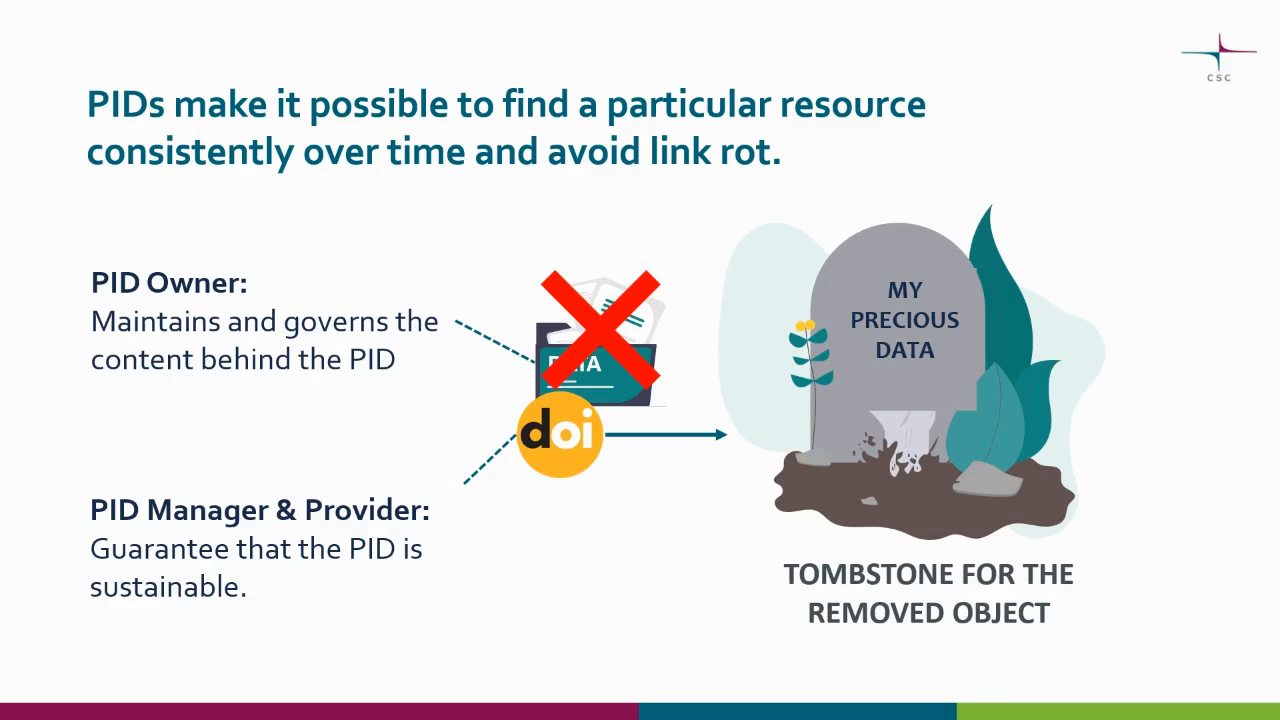 CSC
PIDs make it possible to find a particular resource
consistently over time and avoid link rot.
PID Owner:
Maintains and governs the
content behind the PID
DATA
doi
PID Manager & Provider:
Guarantee that the PID is
sustainable.
MY
PRECIOUS
DATA
TOMBSTONE FOR THE
REMOVED OBJECT